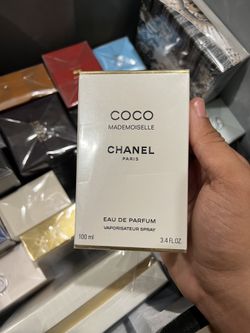 COCO
MADEMOISELLE
CHANEL
PARIS
EAU DE PARFUM
VAPORISATEUR SPRAY
100 ml 3.4 FL.OZ.